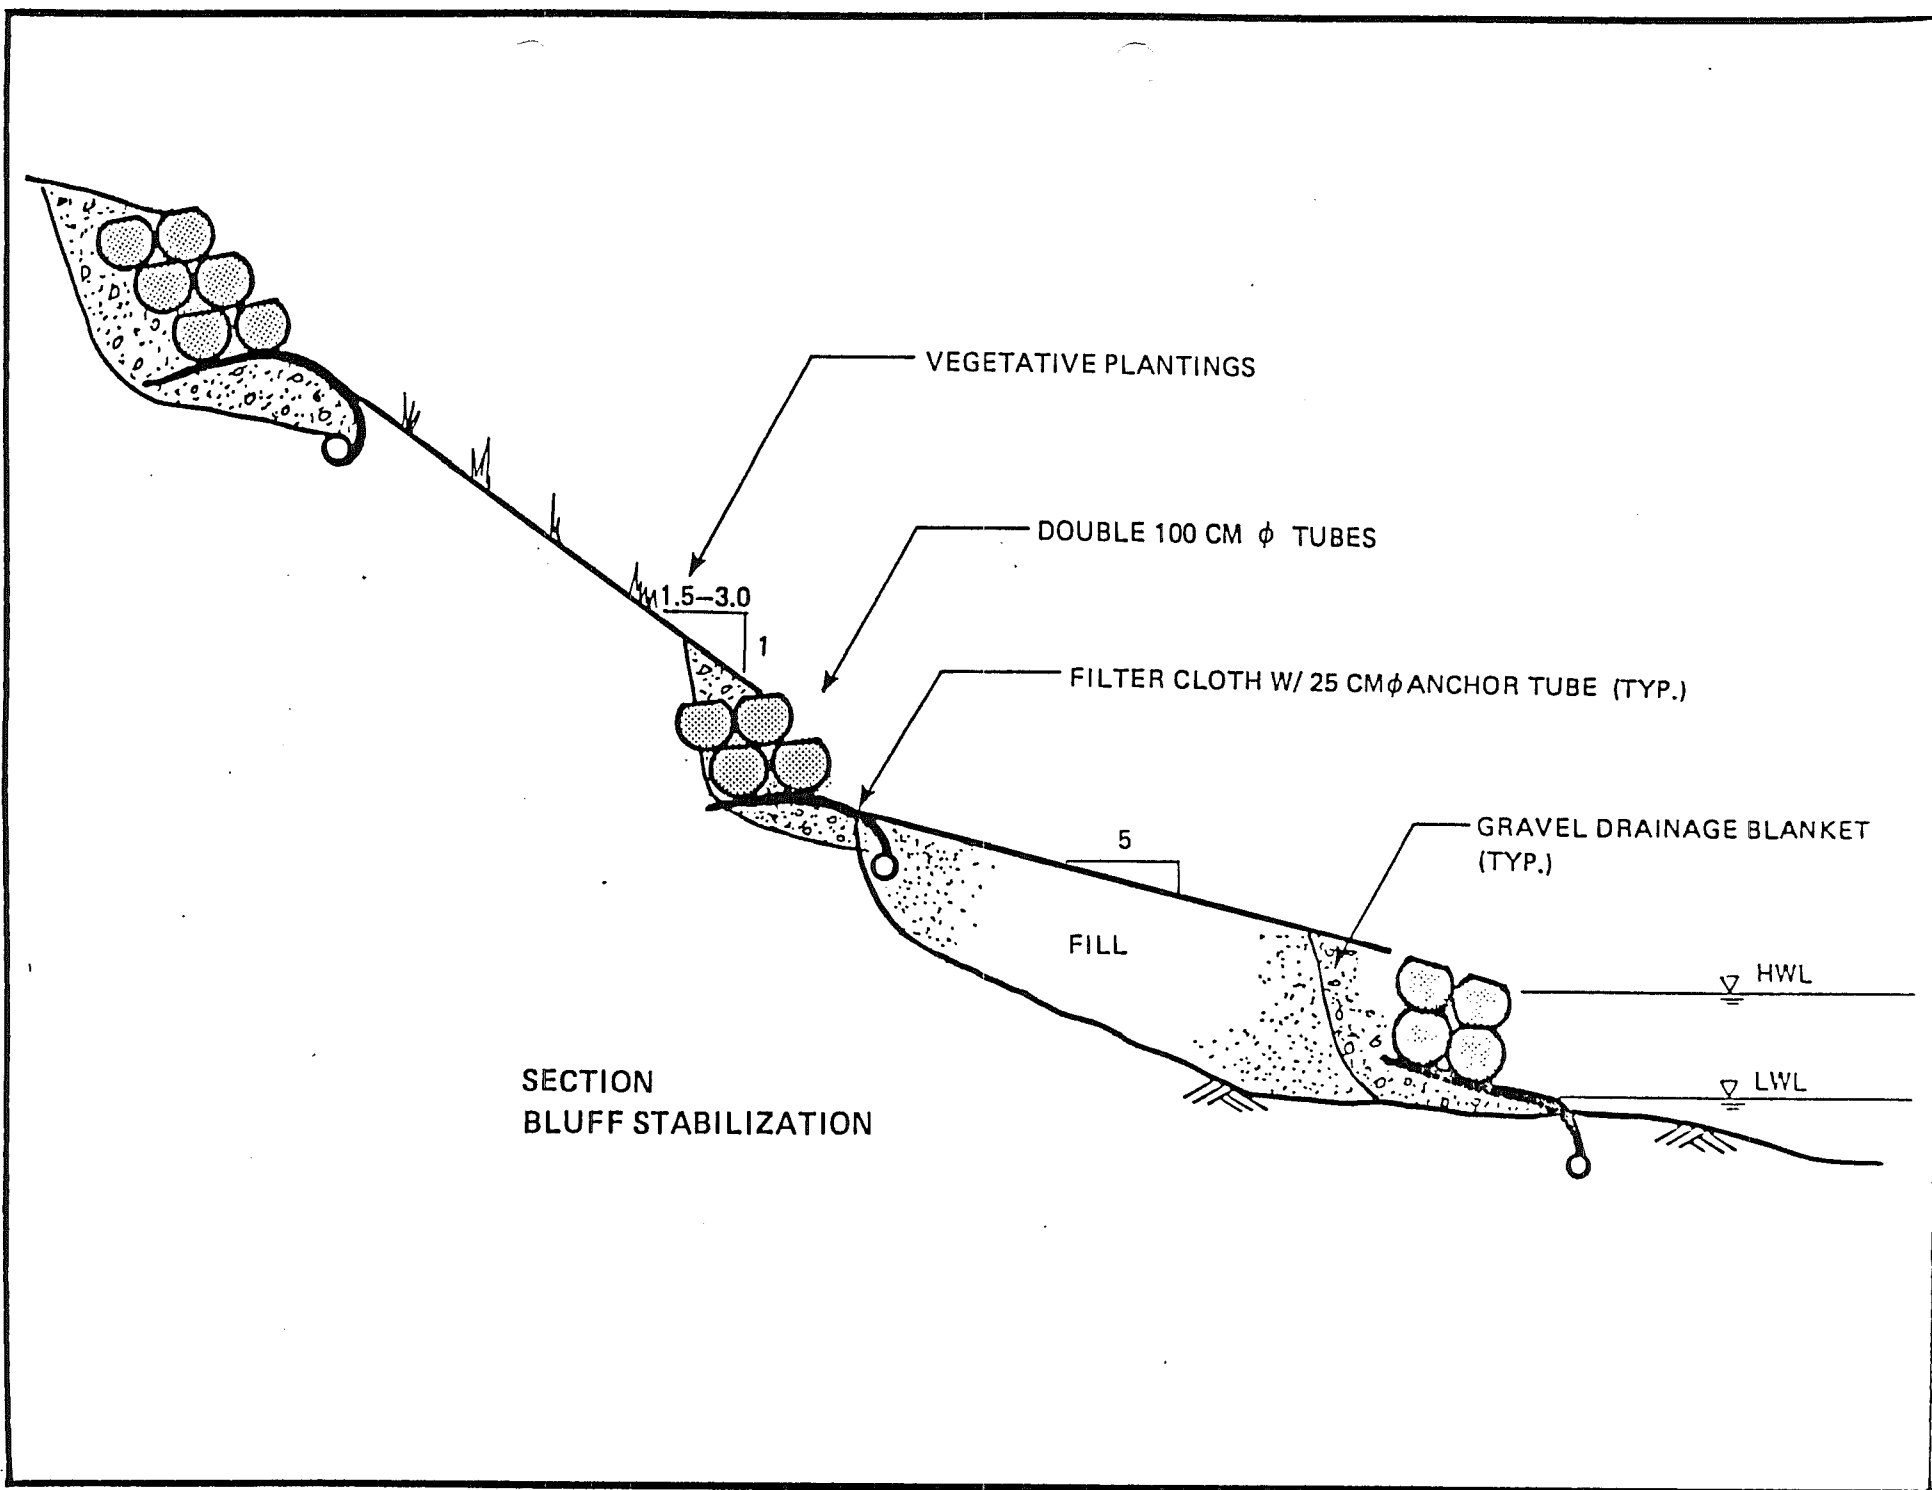 VEGETATIVE PLANTINGS
DOUBLE 100 CM ϕ TUBES
1.5–3.0
1
FILTER CLOTH W/ 25 CMϕ ANCHOR TUBE (TYP.)
5
GRAVEL DRAINAGE BLANKET
(TYP.)
FILL
HWL
LWL
SECTION
BLUFF STABILIZATION